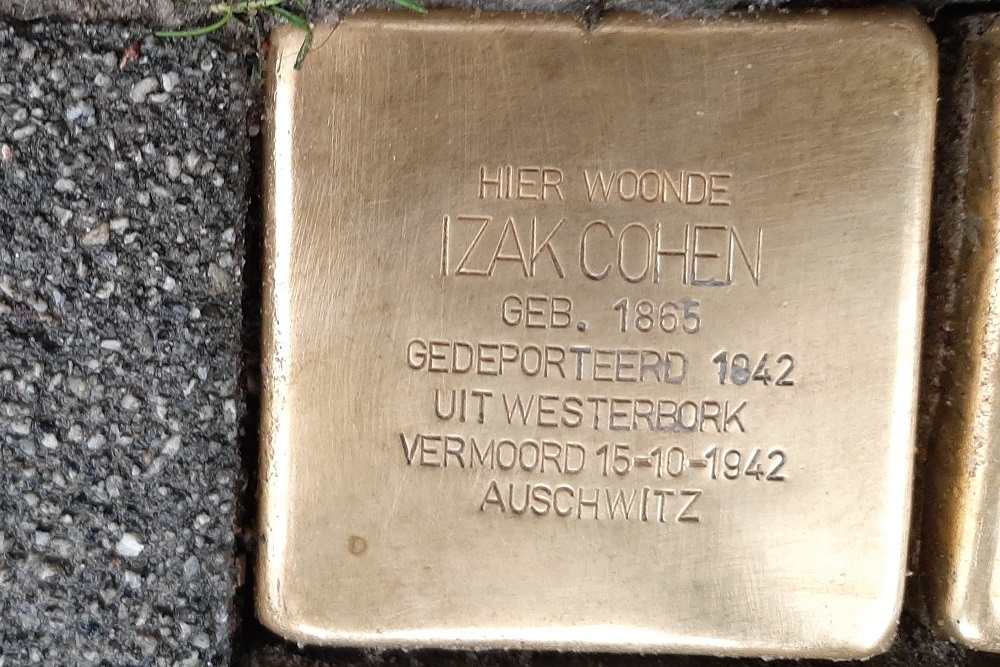 HIER WOONDE
IZAK COHEN
GEB. 1865
GEDEPORTEERD 1942
UIT WESTERBORK
VERMOORD 15-10-1942
AUSCHWITZ